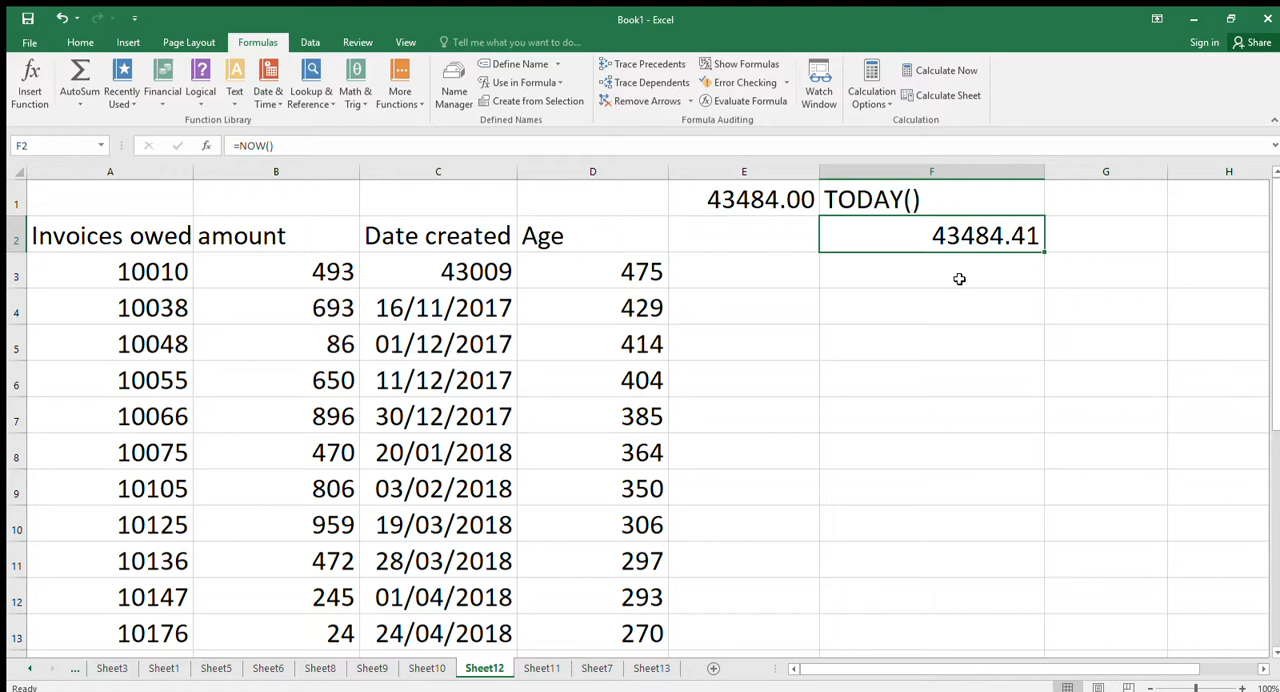 Book1 - Excel
File Home Insert Page Layout Formulas Data Review View Tell me what you want to do... Sign in Share
Insert Function
AutoSum
Recently Used
Financial
Logical
Text
Date & Time
Lookup & Reference
Math & Trig
More Functions
Function Library
Name Manager
Define Name
Use in Formula
Create from Selection
Defined Names
Trace Precedents
Trace Dependents
Remove Arrows
Show Formulas
Error Checking
Evaluate Formula
Formula Auditing
Watch Window
Calculation Options
Calculate Now
Calculate Sheet
Calculation
F2 fx =NOW()
A B C D E F G H
1 43484.00 TODAY()
2 Invoices owed amount Date created Age 43484.41
3 10010 493 43009 475
4 10038 693 16/11/2017 429
5 10048 86 01/12/2017 414
6 10055 650 11/12/2017 404
7 10066 896 30/12/2017 385
8 10075 470 20/01/2018 364
9 10105 806 03/02/2018 350
10 10125 959 19/03/2018 306
11 10136 472 28/03/2018 297
12 10147 245 01/04/2018 293
13 10176 24 24/04/2018 270
... Sheet3 Sheet1 Sheet5 Sheet6 Sheet8 Sheet9 Sheet10 Sheet12 Sheet11 Sheet7 Sheet13
Ready 100%